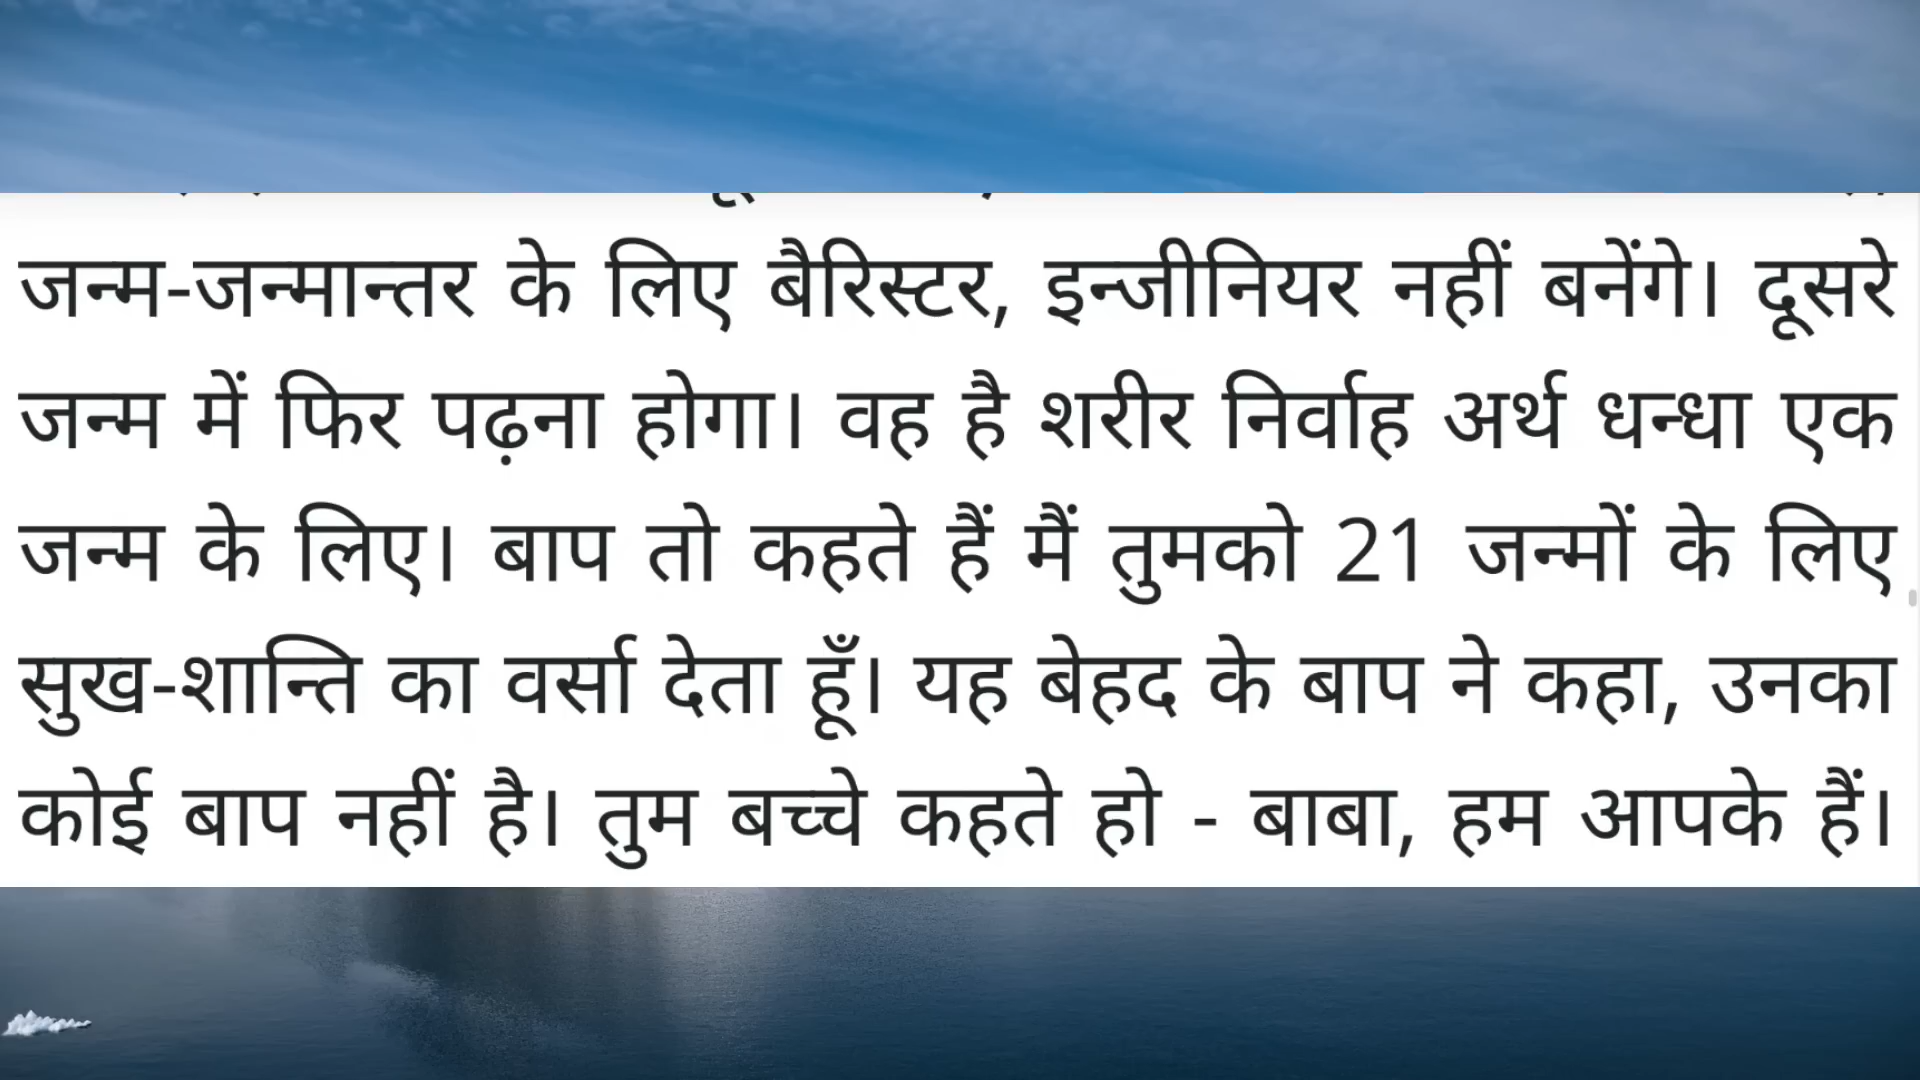 जन्म-जन्मान्तर के लिए बैरिस्टर, इन्जीनियर नहीं बनेंगे। दूसरे
जन्म में फिर पढ़ना होगा। वह है शरीर निर्वाह अर्थ धन्धा एक
जन्म के लिए। बाप तो कहते हैं मैं तुमको 21 जन्मों के लिए
सुख-शान्ति का वर्सा देता हूँ। यह बेहद के बाप ने कहा, उनका
कोई बाप नहीं है। तुम बच्चे कहते हो - बाबा, हम आपके हैं।